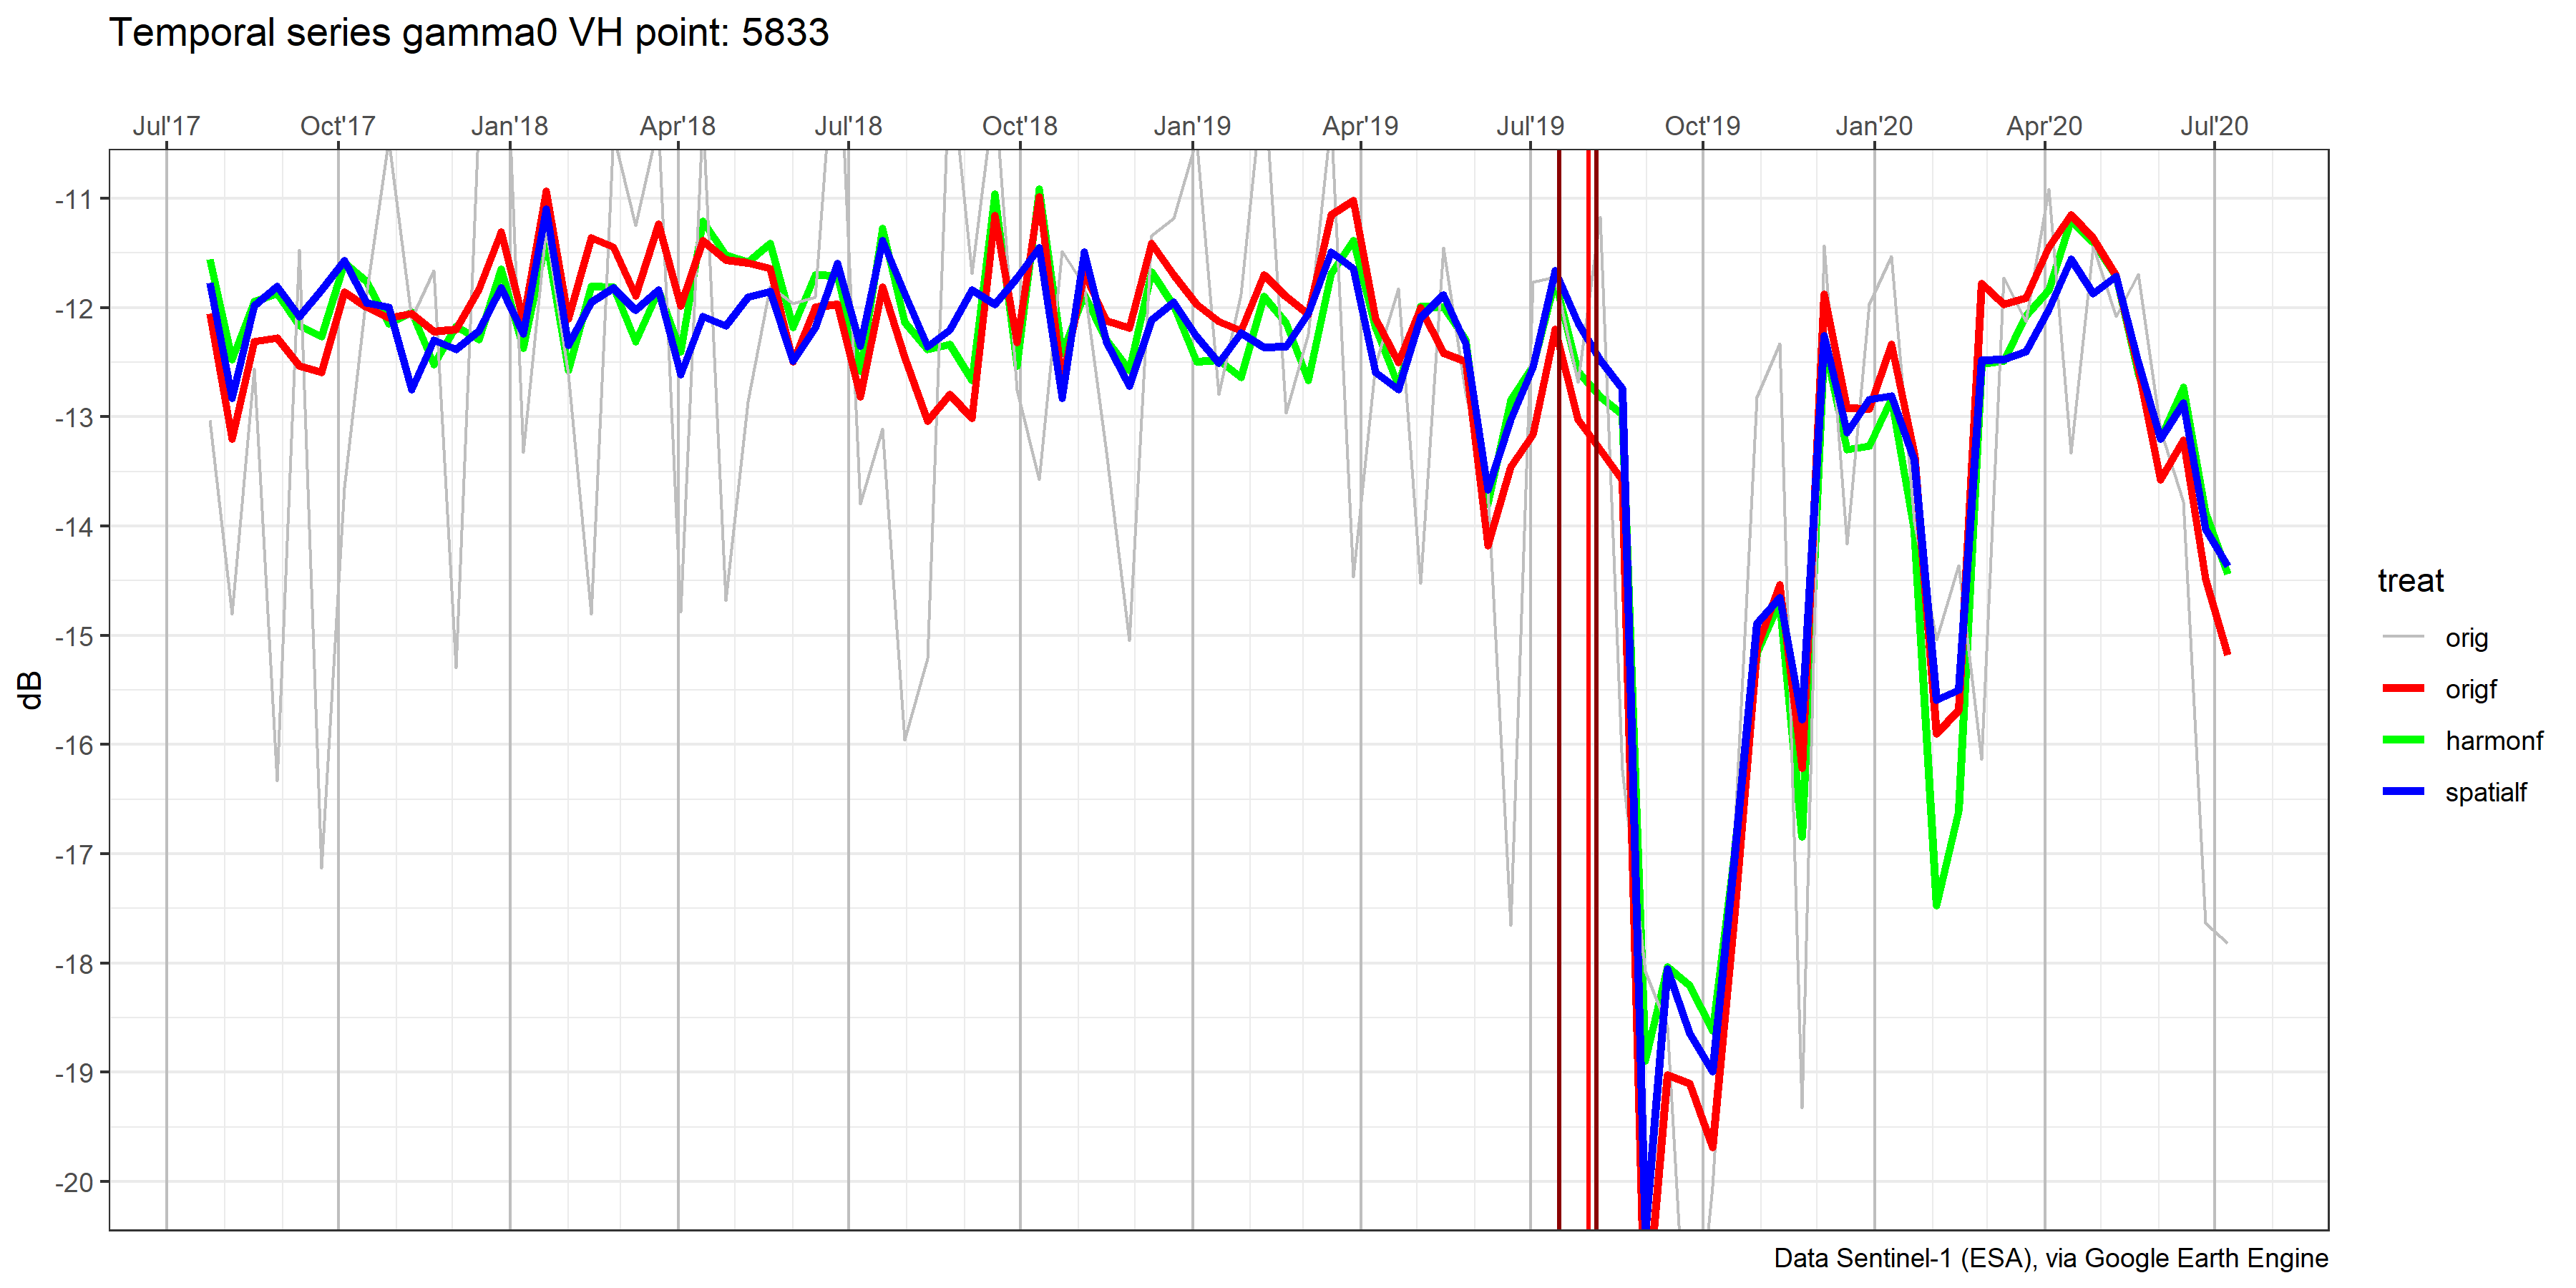 Temporal series gamma0 VH point: 5833
Jul'17 Oct'17 Jan'18 Apr'18 Jul'18 Oct'18 Jan'19 Apr'19 Jul'19 Oct'19 Jan'20 Apr'20 Jul'20
-11
-12
-13
-14
-15
-16
-17
-18
-19
-20
dB
treat
orig
origf
harmonf
spatialf
Data Sentinel-1 (ESA), via Google Earth Engine